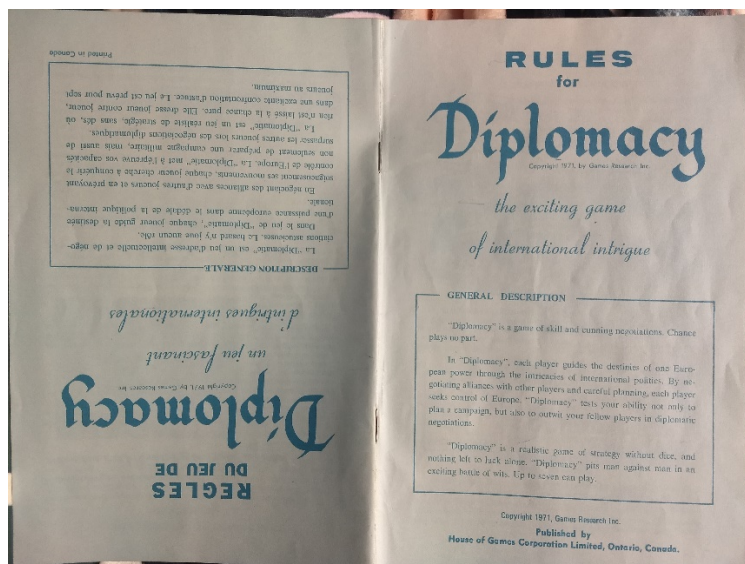 RULES
for
Diplomacy
Copyright 1971, by Games Research Inc.
the exciting game
of international intrigue
GENERAL DESCRIPTION
"Diplomacy" is a game of skill and cunning negotiations. Chance
plays no part.
In "Diplomacy", each player guides the destinies of one Euro-
pean power through the intricacies of international politics. By ne-
gotiating alliances with other players and careful planning, each player
seeks control of Europe. "Diplomacy" tests your ability not only to
plan a campaign, but also to outwit your fellow players in diplomatic
negotiations.
"Diplomacy" is a realistic game of strategy without dice, and
nothing left to luck alone. "Diplomacy" pits man against man in an
exciting battle of wits. Up to seven can play.
Copyright 1971, Games Research Inc.
Published by
House of Games Corporation Limited, Ontario, Canada.
REGLES
DU JEU DE
Diplomacy
Copyright 1971, by Games Research Inc.
un jeu fascinant
d'intrigues internationales
DESCRIPTION GENERALE
La "Diplomatie" est un jeu d'adresse intellectuelle et de négo-
ciations astucieuses. Le hasard n'y joue aucun rôle.
Dans le jeu de "Diplomatie", chaque joueur guide la destinée
d'une puissance européenne dans le dédale de la politique interna-
tionale.
En négociant des alliances avec d'autres joueurs et en prévoyant
soigneusement ses mouvements, chaque joueur cherche à conquérir le
contrôle de l'Europe. La "Diplomatie" met à l'épreuve vos capacités
non seulement de préparer une campagne militaire, mais aussi de
surpasser les autres joueurs lors des négociations diplomatiques.
La "Diplomatie" est un jeu réaliste de stratégie, sans dés, où
rien n'est laissé à la chance pure. Elle dresse joueur contre joueur,
dans une excitante confrontation d'astuce. Le jeu est prévu pour sept
joueurs au maximum.
Printed in Canada